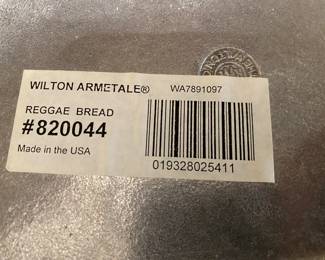 WILTON ARMETALE® WA7891097
REGGAE BREAD
#820044
Made in the USA
019328025411